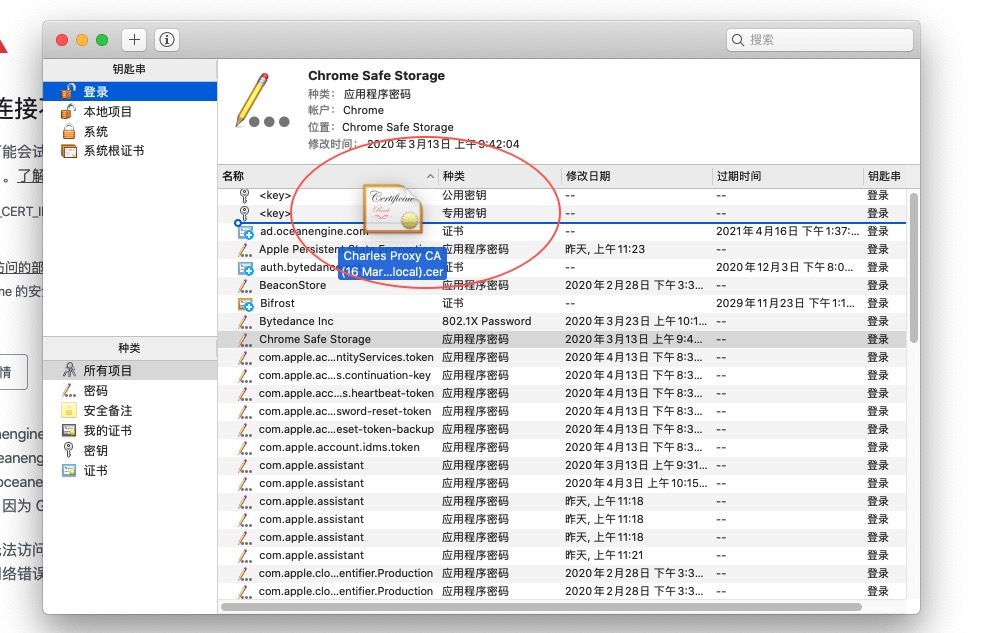 搜索
钥匙串
登录
本地项目
系统
系统根证书
种类
所有项目
密码
安全备注
我的证书
密钥
证书
Chrome Safe Storage
种类： 应用程序密码
帐户： Chrome
位置： Chrome Safe Storage
修改时间： 2020年3月13日 上午9:42:04
名称 种类 修改日期 过期时间 钥匙串
<key> 公用密钥 -- -- 登录
<key> 专用密钥 -- -- 登录
ad.oceanengine.com 证书 -- 2021年4月16日 下午1:37:... 登录
Apple Persistent State Encryption 应用程序密码 昨天, 上午11:23 -- 登录
auth.bytedanc 证书 -- 2020年12月3日 下午8:0... 登录
BeaconStore 应用程序密码 2020年2月28日 下午3:3... -- 登录
Bifrost 证书 -- 2029年11月23日 下午1:1... 登录
Bytedance Inc 802.1X Password 2020年3月23日 上午10:1... -- 登录
Chrome Safe Storage 应用程序密码 2020年3月13日 上午9:4... -- 登录
com.apple.ac...ntityServices.token 应用程序密码 2020年4月13日 下午8:3... -- 登录
com.apple.ac...s.continuation-key 应用程序密码 2020年4月13日 下午8:3... -- 登录
com.apple.acc...s.heartbeat-token 应用程序密码 2020年4月13日 下午8:3... -- 登录
com.apple.ac...sword-reset-token 应用程序密码 2020年4月13日 下午8:3... -- 登录
com.apple.ac...eset-token-backup 应用程序密码 2020年4月13日 下午8:3... -- 登录
com.apple.account.idms.token 应用程序密码 2020年4月13日 下午8:3... -- 登录
com.apple.assistant 应用程序密码 2020年3月13日 上午9:31... -- 登录
com.apple.assistant 应用程序密码 2020年4月3日 上午10:15... -- 登录
com.apple.assistant 应用程序密码 昨天, 上午11:18 -- 登录
com.apple.assistant 应用程序密码 昨天, 上午11:18 -- 登录
com.apple.assistant 应用程序密码 昨天, 上午11:18 -- 登录
com.apple.assistant 应用程序密码 昨天, 上午11:21 -- 登录
com.apple.clo...entifier.Production 应用程序密码 2020年2月28日 下午3:3... -- 登录
com.apple.clo...entifier.Production 应用程序密码 2020年2月28日 下午3:3... -- 登录
Certificate
Root
Charles Proxy CA
(16 Mar...local).cer
连接
能会试
。了解
_CERT_I
访问的部
me 的安
情
engine
eaneng
oceane
因为 G
法访问
络错误